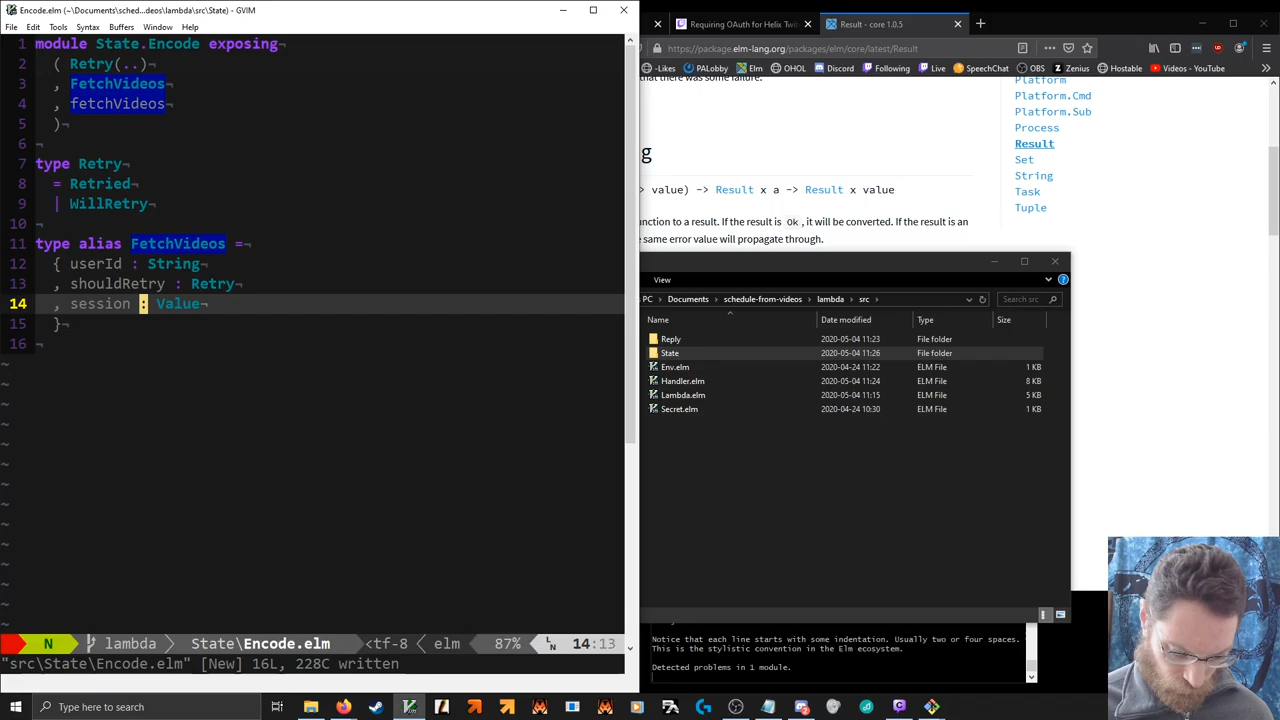 Encode.elm (~\Documents\sched...deos\lambda\src\State) - GVIM
File Edit Tools Syntax Buffers Window Help
1 module State.Encode exposing¬
2 ( Retry(..)¬
3 , FetchVideos¬
4 , fetchVideos¬
5 )¬
6 ¬
7 type Retry¬
8 = Retried¬
9 | WillRetry¬
10 ¬
11 type alias FetchVideos =¬
12 { userId : String¬
13 , shouldRetry : Retry¬
14 , session : Value¬
15 }¬
16 ¬
~
~
~
~
~
~
~
~
~
~
~
~
~
N lambda State\Encode.elm <tf-8 elm 87% LN 14:13
"src\State\Encode.elm" [New] 16L, 228C written
Requiring OAuth for Helix Tw
Result - core 1.0.5
https://package.elm-lang.org/packages/elm/core/latest/Result
-Likes PALobby Elm OHOL Following Live SpeechChat OBS Zenius Hostable Videos - YouTube
that there was some failure.
g
> value) -> Result x a -> Result x value
nction to a result. If the result is Ok, it will be converted. If the result is an
same error value will propagate through.
Platform
Platform.Cmd
Platform.Sub
Process
Result
Set
String
Task
Tuple
View
PC Documents schedule-from-videos lambda src
Search src
Name Date modified Type Size
Reply 2020-05-04 11:23 File folder
State 2020-05-04 11:26 File folder
Env.elm 2020-04-24 11:22 ELM File 1 KB
Handler.elm 2020-05-04 11:24 ELM File 8 KB
Lambda.elm 2020-05-04 11:15 ELM File 5 KB
Secret.elm 2020-04-24 10:30 ELM File 1 KB
Notice that each line starts with some indentation. Usually two or four spaces.
This is the stylistic convention in the Elm ecosystem.
Detected problems in 1 module.
Type here to search